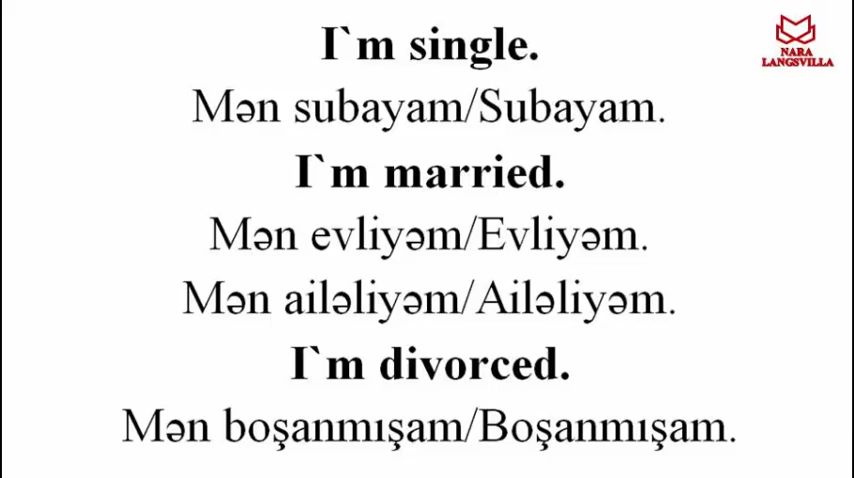 I`m single.
Mən subayam/Subayam.
I`m married.
Mən evliyəm/Evliyəm.
Mən ailəliyəm/Ailəliyəm.
I`m divorced.
Mən boşanmışam/Boşanmışam.
NARA
LANGSVILLA